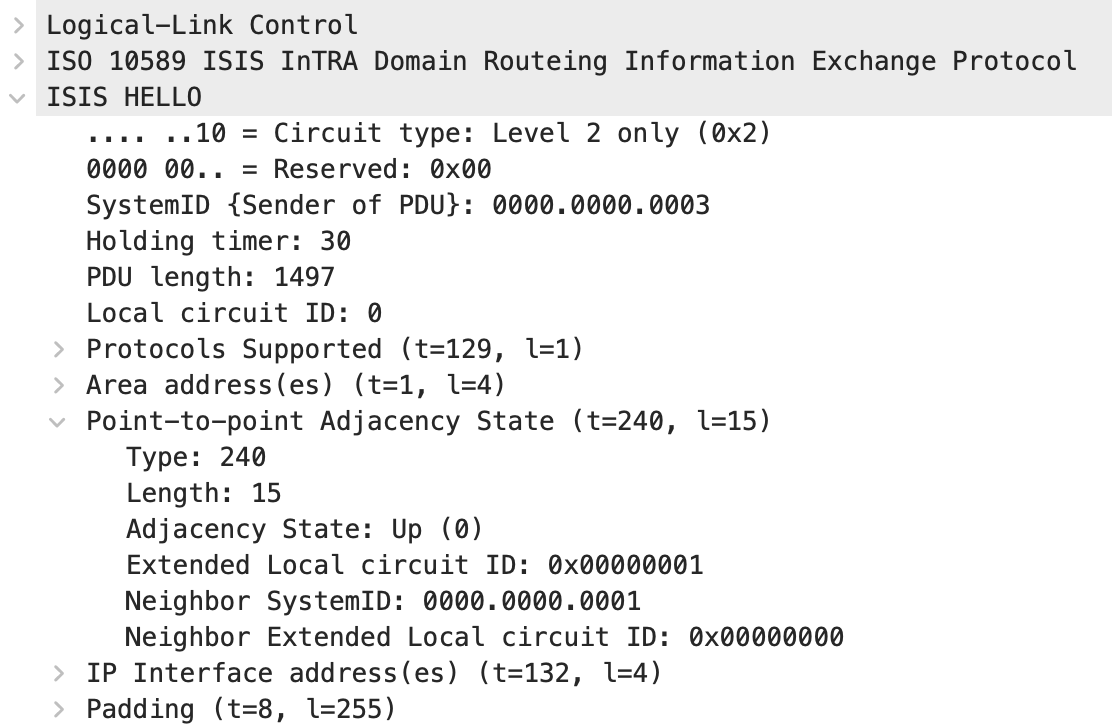 Logical-Link Control
ISO 10589 ISIS InTRA Domain Routeing Information Exchange Protocol
ISIS HELLO
.... ..10 = Circuit type: Level 2 only (0x2)
0000 00.. = Reserved: 0x00
SystemID {Sender of PDU}: 0000.0000.0003
Holding timer: 30
PDU length: 1497
Local circuit ID: 0
Protocols Supported (t=129, l=1)
Area address(es) (t=1, l=4)
Point-to-point Adjacency State (t=240, l=15)
Type: 240
Length: 15
Adjacency State: Up (0)
Extended Local circuit ID: 0x00000001
Neighbor SystemID: 0000.0000.0001
Neighbor Extended Local circuit ID: 0x00000000
IP Interface address(es) (t=132, l=4)
Padding (t=8, l=255)